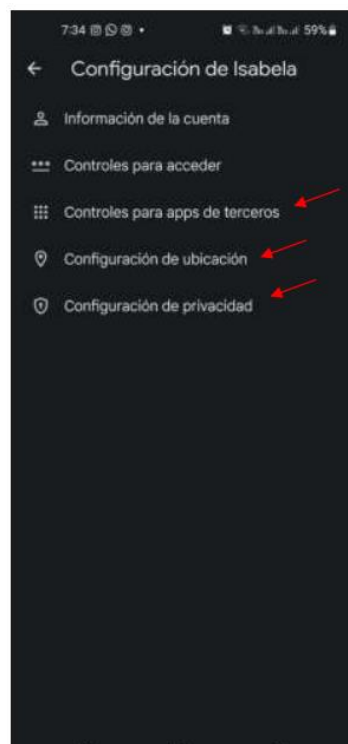 7:34 59%
Configuración de Isabela
Información de la cuenta
Controles para acceder
Controles para apps de terceros
Configuración de ubicación
Configuración de privacidad